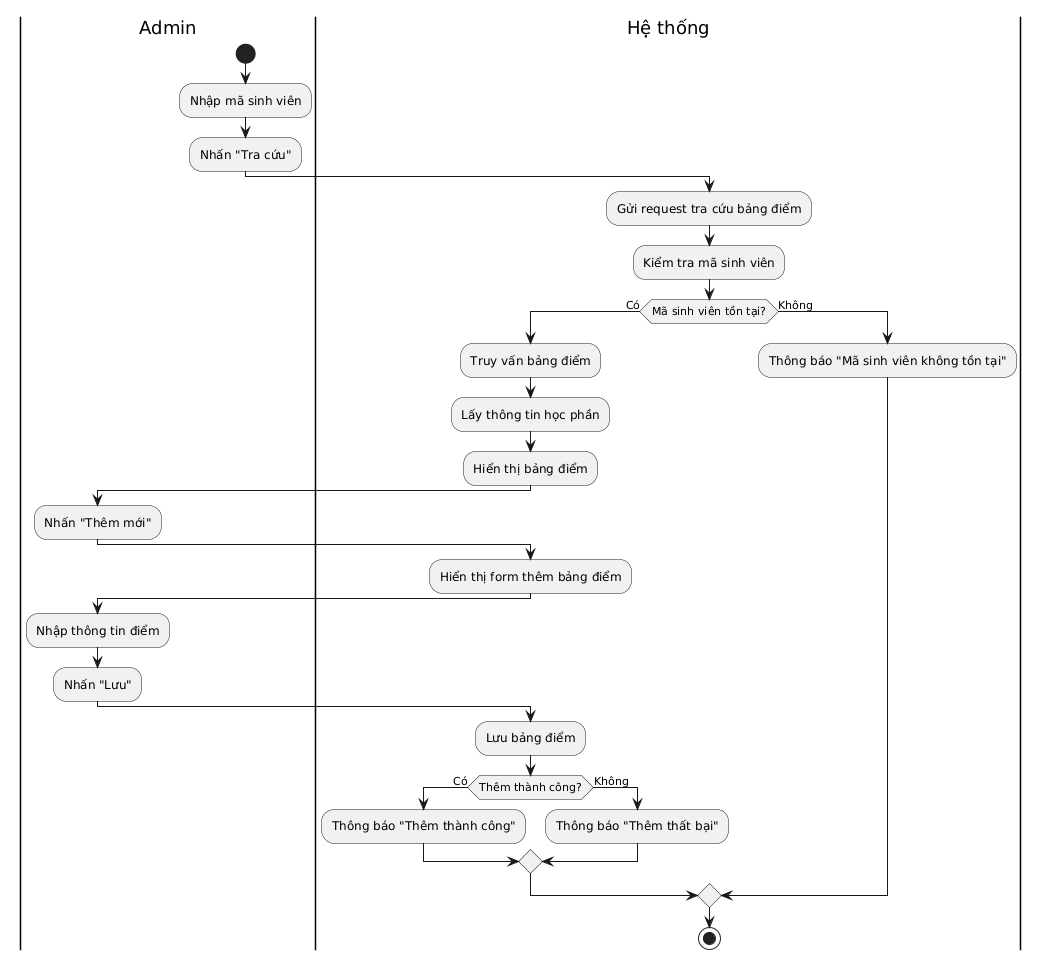 Admin
Hệ thống
Nhập mã sinh viên
Nhấn "Tra cứu"
Gửi request tra cứu bảng điểm
Kiểm tra mã sinh viên
Có
Mã sinh viên tồn tại?
Không
Truy vấn bảng điểm
Thông báo "Mã sinh viên không tồn tại"
Lấy thông tin học phần
Hiển thị bảng điểm
Nhấn "Thêm mới"
Hiển thị form thêm bảng điểm
Nhập thông tin điểm
Nhấn "Lưu"
Lưu bảng điểm
Có
Thêm thành công?
Không
Thông báo "Thêm thành công"
Thông báo "Thêm thất bại"